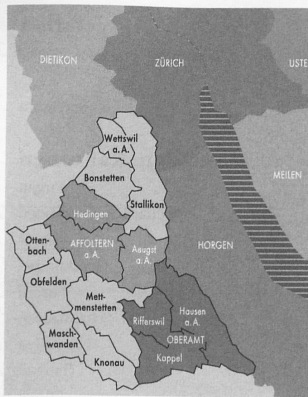 DIETIKON
ZÜRICH
USTE
Wettswil
a. A.
Bonstetten
MEILEN
Stallikon
Hedingen
Otten-
bach
AFFOLTERN
a. A.
Aeugst
a. A.
HORGEN
Obfelden
Mett-
menstetten
Rifferswil
Hausen
a. A.
Masch-
wanden
OBERAMT
Knonau
Kappel